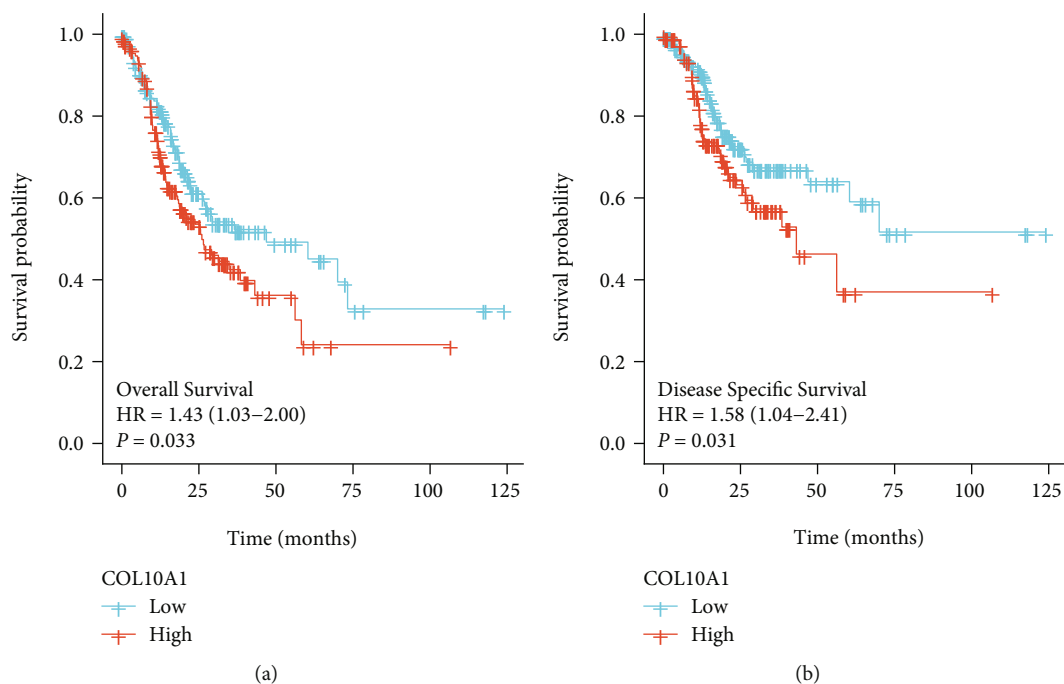 1.0
0.8
0.6
0.4
0.2
0.0
Survival probability
Overall Survival
HR = 1.43 (1.03–2.00)
P = 0.033
0 25 50 75 100 125
Time (months)
COL10A1
Low
High
(a)
1.0
0.8
0.6
0.4
0.2
0.0
Survival probability
Disease Specific Survival
HR = 1.58 (1.04–2.41)
P = 0.031
0 25 50 75 100 125
Time (months)
COL10A1
Low
High
(b)